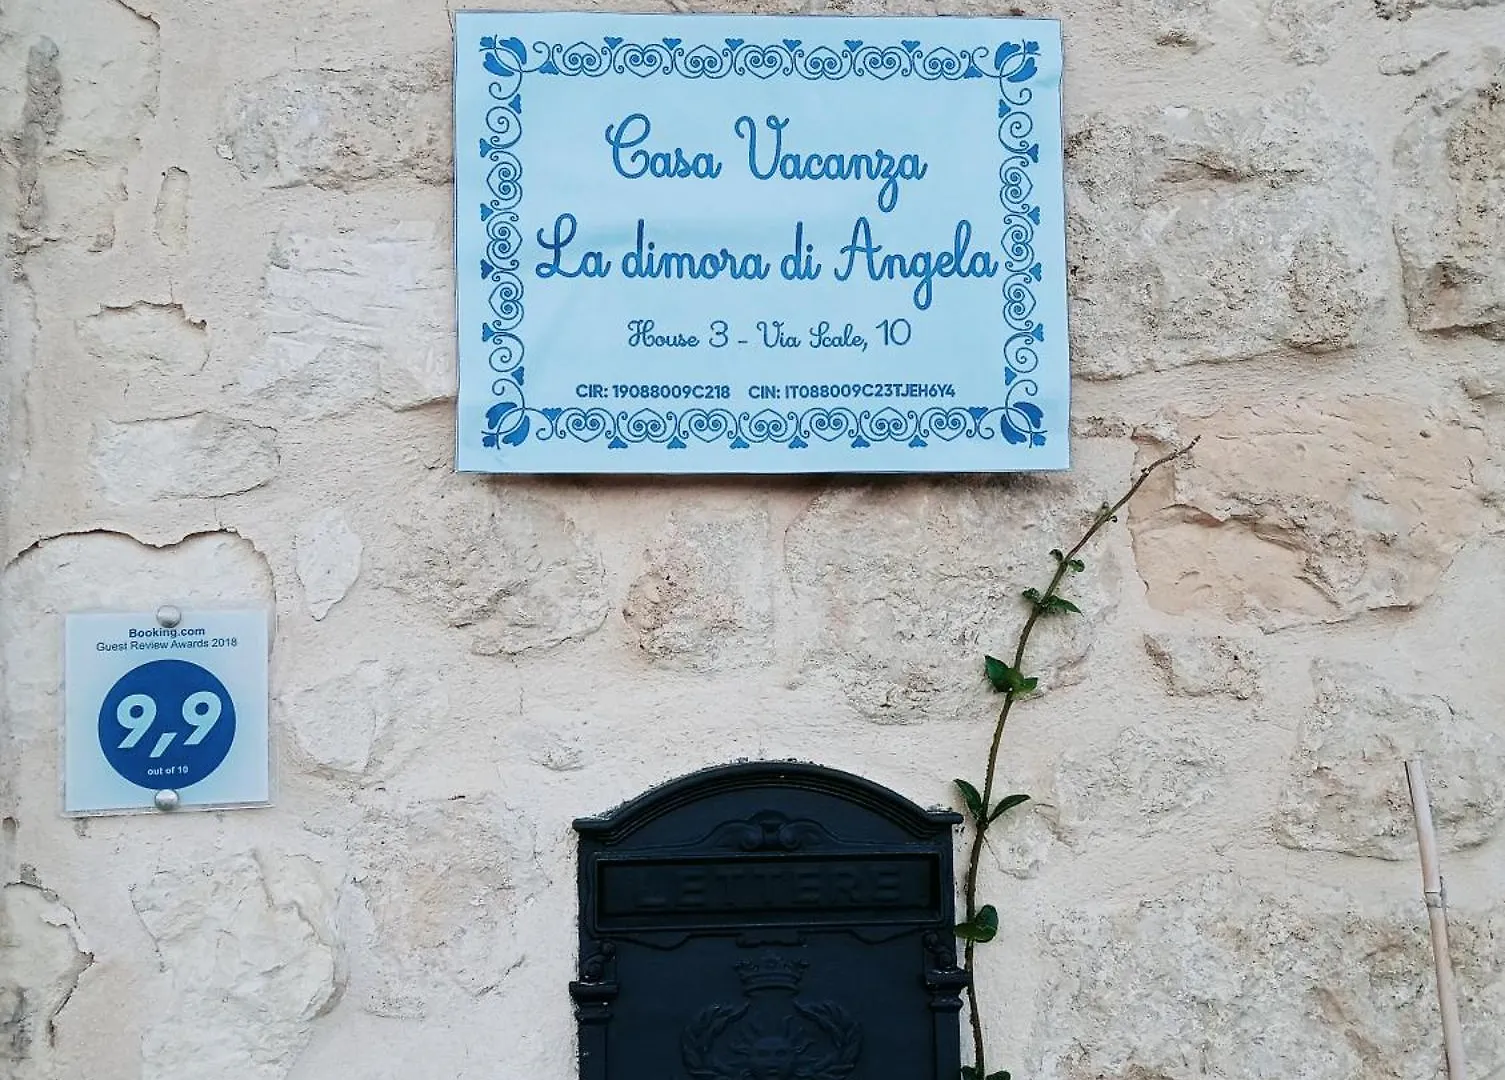 Casa Vacanza
La dimora di Angela
House 3 - Via Scale, 10
CIR: 19088009C218 CIN: IT088009C23TJEH6Y4
Booking.com
Guest Review Awards 2018
9,9
out of 10
LETTERE